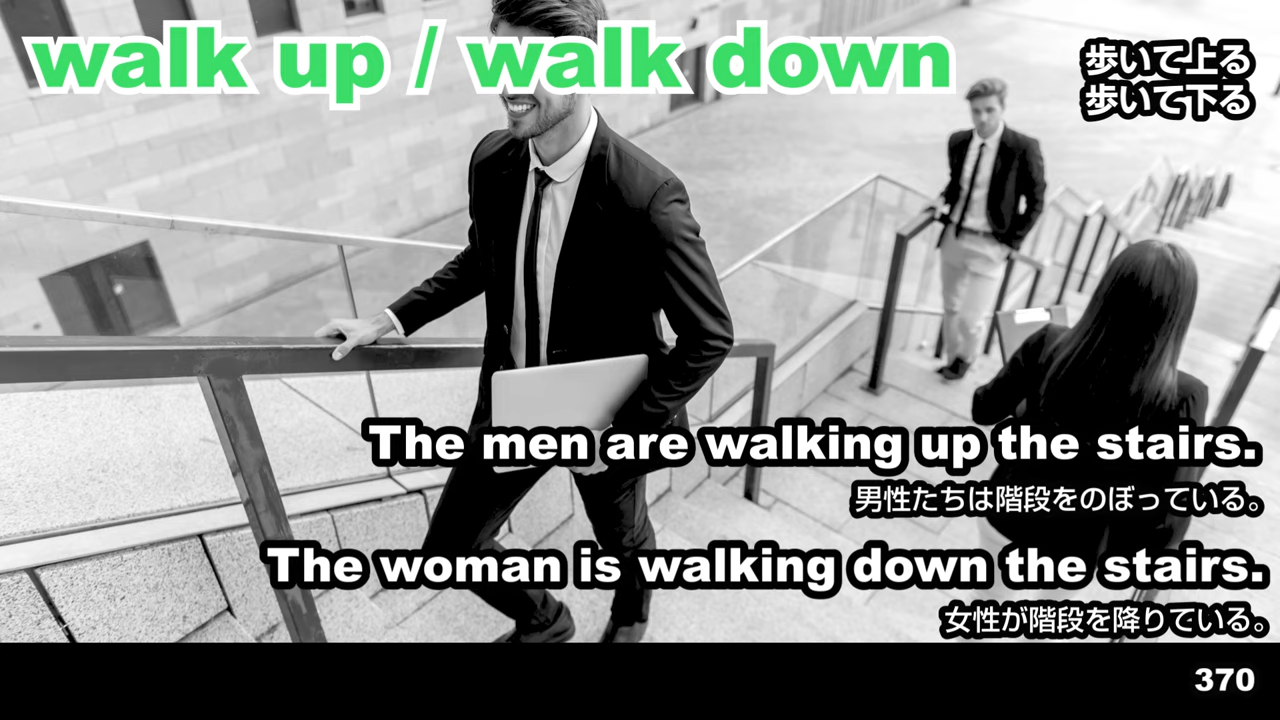 walk up / walk down
歩いて上る
歩いて下る
The men are walking up the stairs.
男性たちは階段をのぼっている。
The woman is walking down the stairs.
女性が階段を降りている。
370